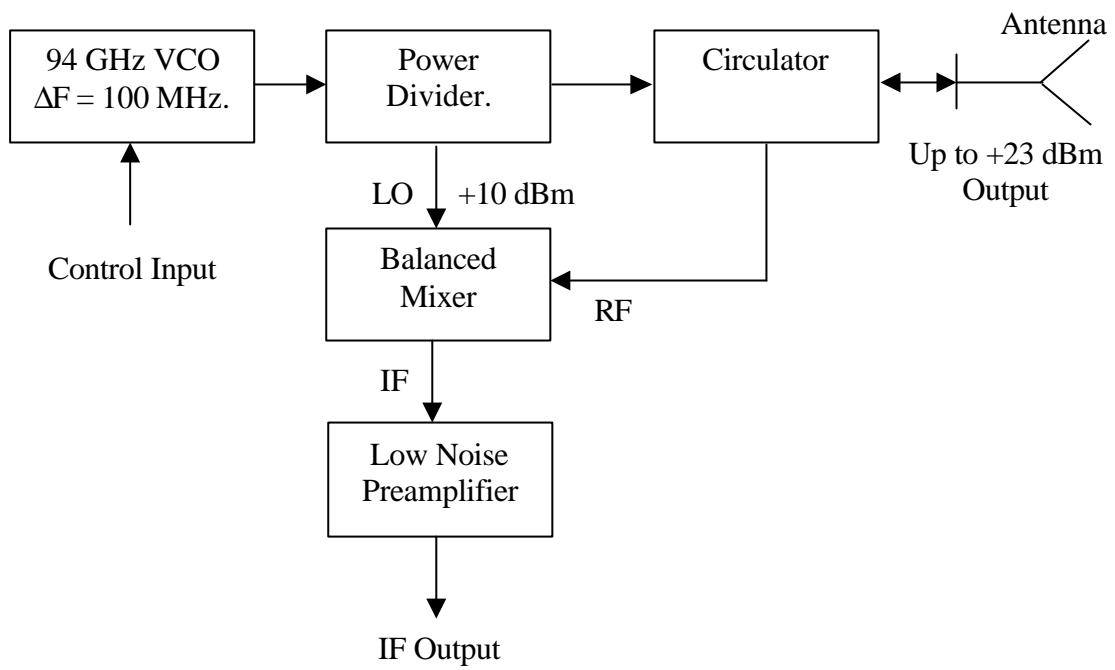 94 GHz VCO
ΔF = 100 MHz.
Power
Divider.
Circulator
Antenna
Up to +23 dBm
Output
LO
+10 dBm
Control Input
Balanced
Mixer
RF
IF
Low Noise
Preamplifier
IF Output